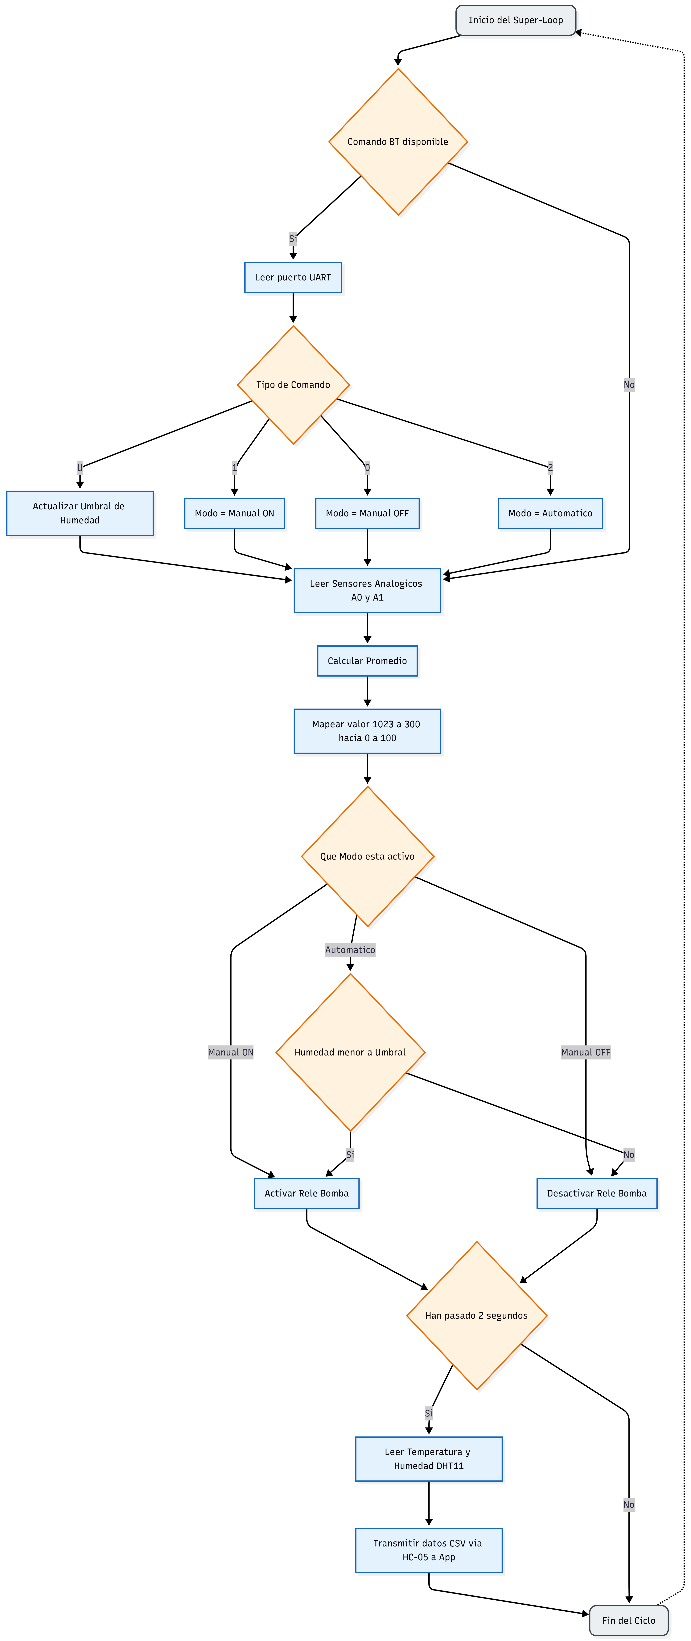 Inicio del Super-Loop
Comando BT disponible
Si
Leer puerto UART
No
Tipo de Comando
U
1
0
2
Actualizar Umbral de
Humedad
Modo = Manual ON
Modo = Manual OFF
Modo = Automatico
Leer Sensores Analogicos
A0 y A1
Calcular Promedio
Mapear valor 1023 a 300
hacia 0 a 100
Que Modo esta activo
Automatico
Manual ON
Humedad menor a Umbral
Manual OFF
Si
No
Activar Rele Bomba
Desactivar Rele Bomba
Han pasado 2 segundos
Si
Leer Temperatura y
Humedad DHT11
No
Transmitir datos CSV via
HC-05 a App
Fin del Ciclo